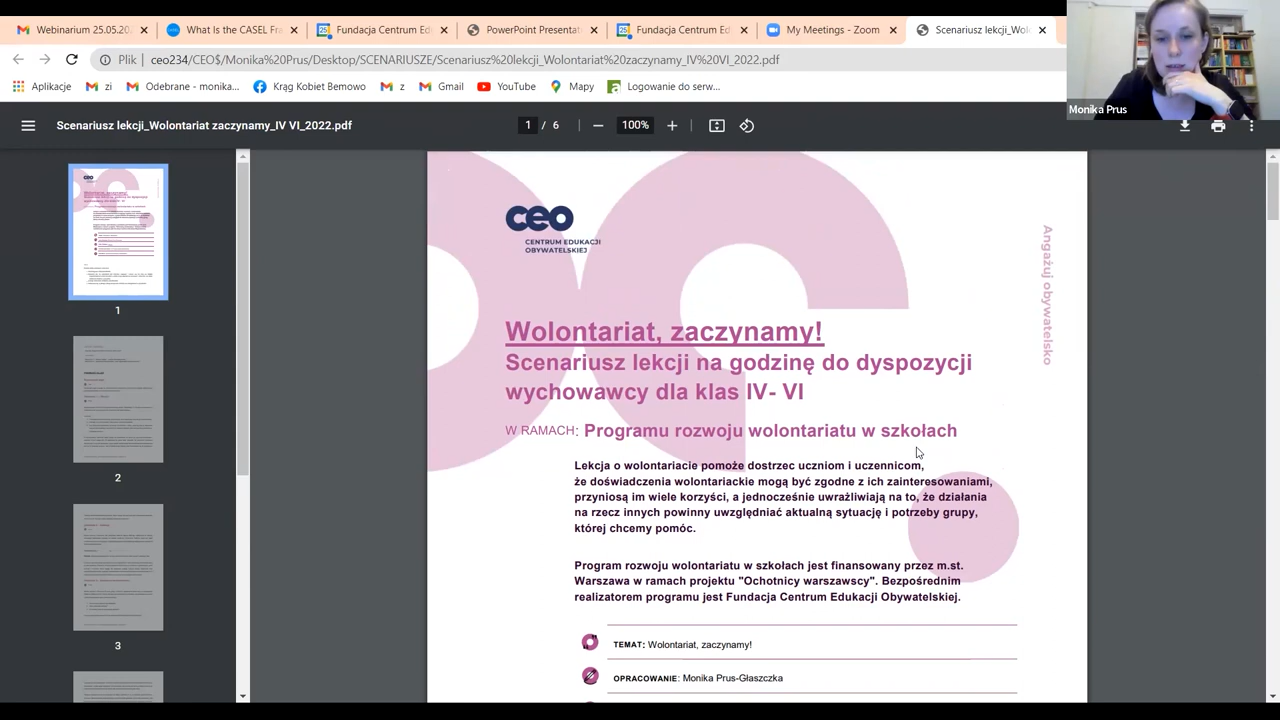 Webinarium 25.05.20
What Is the CASEL Fra
Fundacja Centrum Ed
PowerPoint Presentat
Fundacja Centrum Ed
My Meetings – Zoom
Scenariusz lekcji_Wol
Plik
ceo234/CEO$/Monika%20Prus/Desktop/SCENARIUSZE/Scenariusz%20lekcji_Wolontariat%20zaczynamy_IV%20VI_2022.pdf
Aplikacje
zi
Odebrane - monika...
Krąg Kobiet Bemowo
z
Gmail
YouTube
Mapy
Logowanie do serw...
Monika Prus
Scenariusz lekcji_Wolontariat zaczynamy_IV VI_2022.pdf
1 / 6
100%
1
2
3
ceo
CENTRUM EDUKACJI
OBYWATELSKIEJ
Angażuj obywatelsko
Wolontariat, zaczynamy!
Scenariusz lekcji na godzinę do dyspozycji
wychowawcy dla klas IV- VI
W RAMACH: Programu rozwoju wolontariatu w szkołach
Lekcja o wolontariacie pomoże dostrzec uczniom i uczennicom,
że doświadczenia wolontariackie mogą być zgodne z ich zainteresowaniami,
przyniosą im wiele korzyści, a jednocześnie uwrażliwiają na to, że działania
na rzecz innych powinny uwzględniać aktualną sytuację i potrzeby grupy,
której chcemy pomóc.
Program rozwoju wolontariatu w szkołach jest finansowany przez m.st.
Warszawa w ramach projektu "Ochotnicy warszawscy". Bezpośrednim
realizatorem programu jest Fundacja Centrum Edukacji Obywatelskiej.
TEMAT: Wolontariat, zaczynamy!
OPRACOWANIE: Monika Prus-Głaszczka